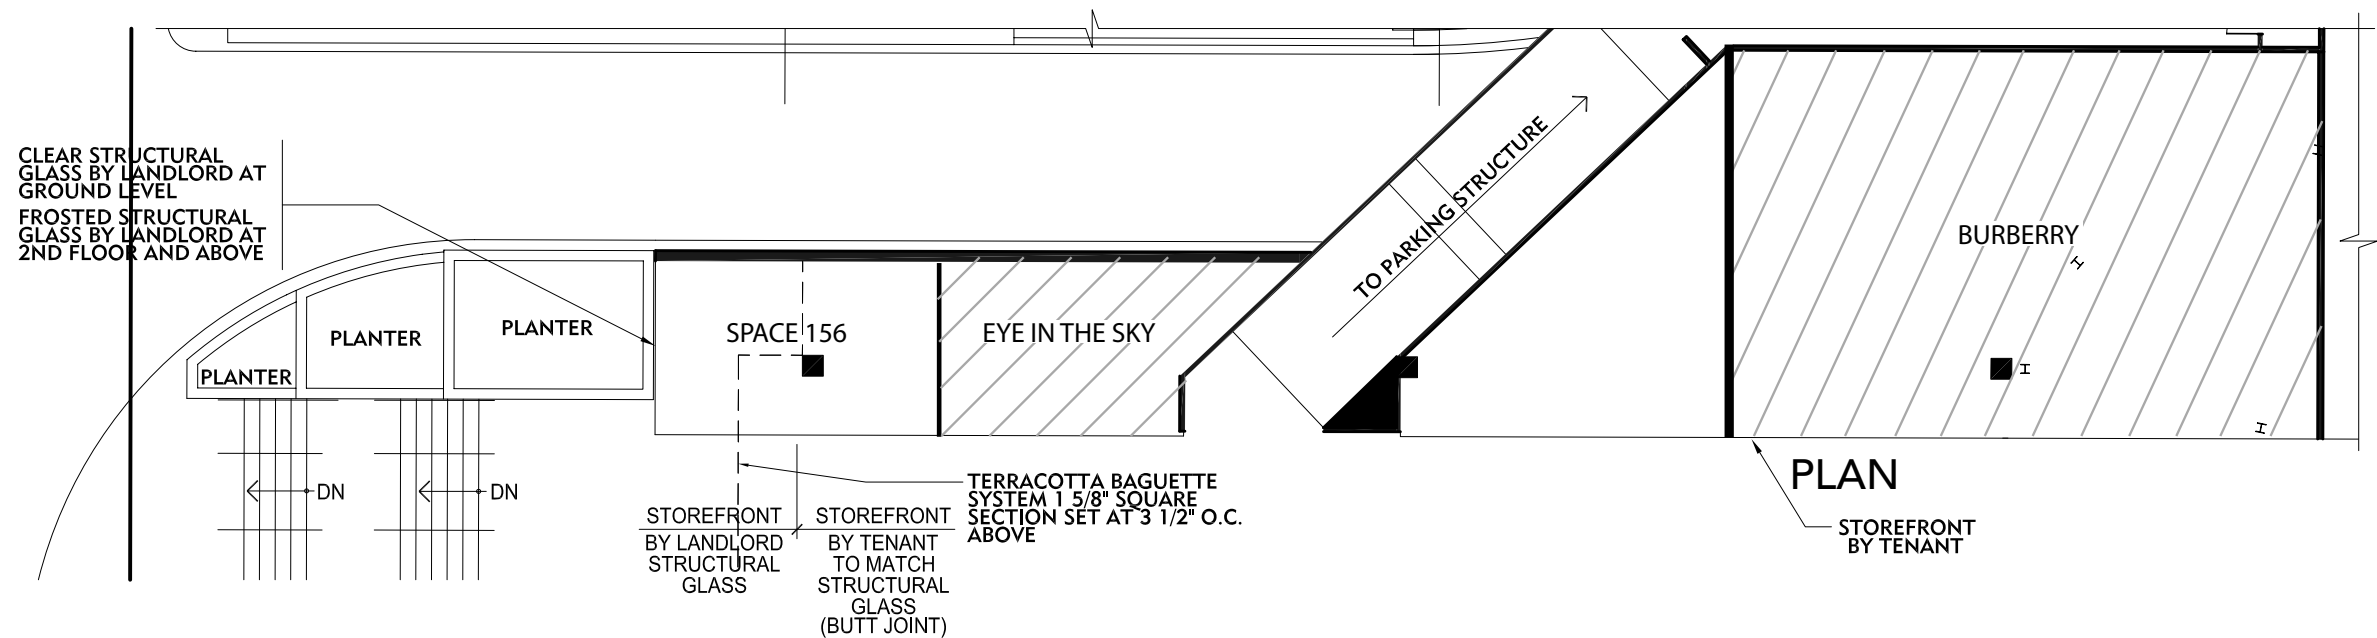 CLEAR STRUCTURAL
GLASS BY LANDLORD AT
GROUND LEVEL
FROSTED STRUCTURAL
GLASS BY LANDLORD AT
2ND FLOOR AND ABOVE
PLANTER
PLANTER
PLANTER
SPACE 156
EYE IN THE SKY
TO PARKING STRUCTURE
BURBERRY
DN
DN
STOREFRONT
BY LANDLORD
STRUCTURAL
GLASS
STOREFRONT
BY TENANT
TO MATCH
STRUCTURAL
GLASS
(BUTT JOINT)
TERRACOTTA BAGUETTE
SYSTEM 1 5/8" SQUARE
SECTION SET AT 3 1/2" O.C.
ABOVE
PLAN
STOREFRONT
BY TENANT